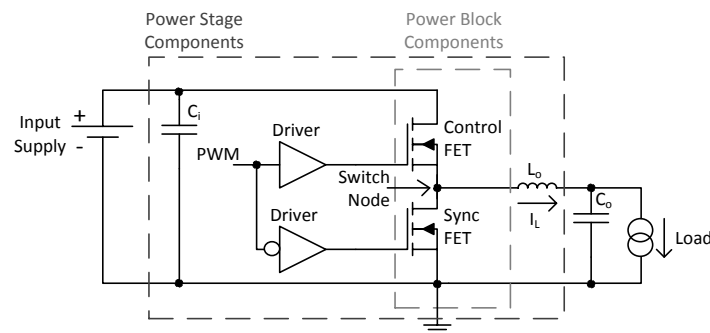 Power Stage
Components
Power Block
Components
+
Input
Supply
-
Ci
Driver
PWM
Control
FET
Switch
Node
Lo
IL
Co
Driver
Sync
FET
Load